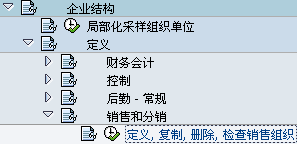 企业结构
局部化采样组织单位
定义
财务会计
控制
后勤 - 常规
销售和分销
定义, 复制, 删除, 检查销售组织